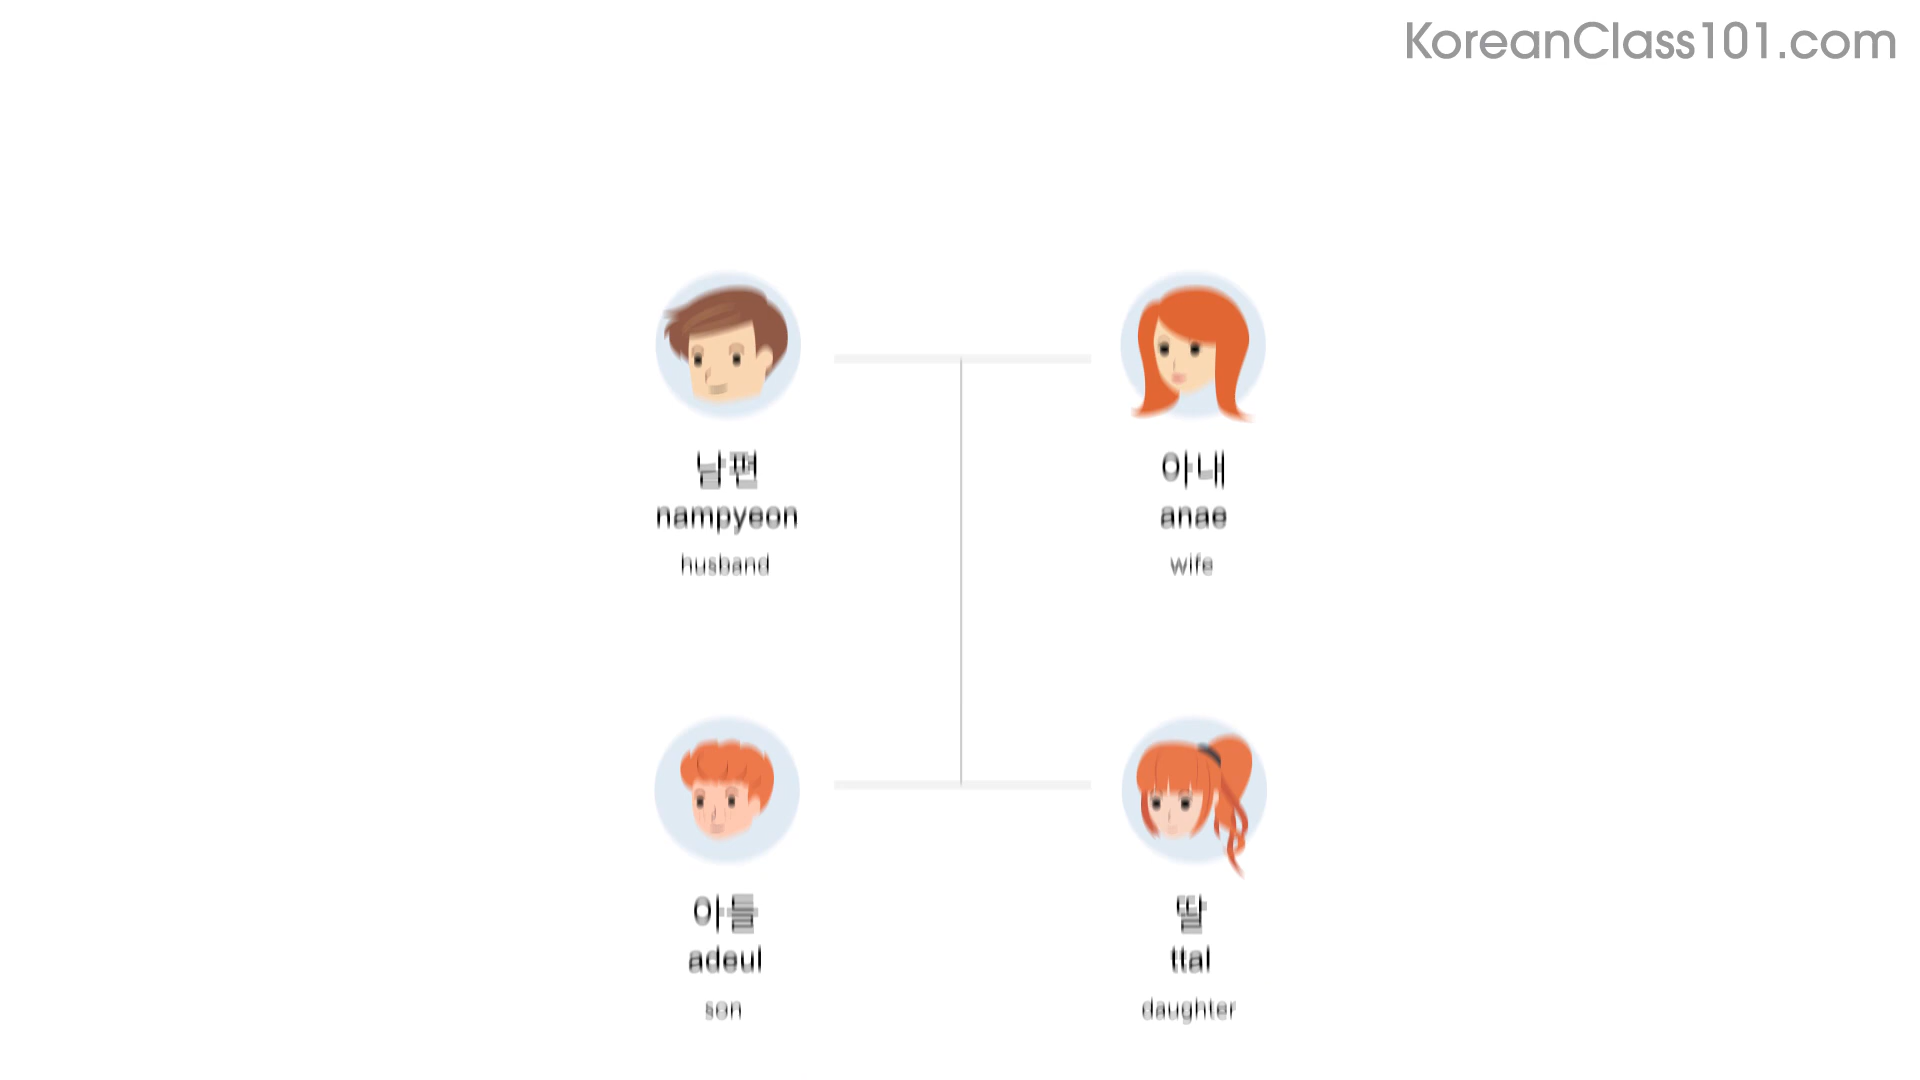 KoreanClass101.com
남편
nampyeon
husband
아내
anae
wife
아들
adeul
son
딸
ttal
daughter